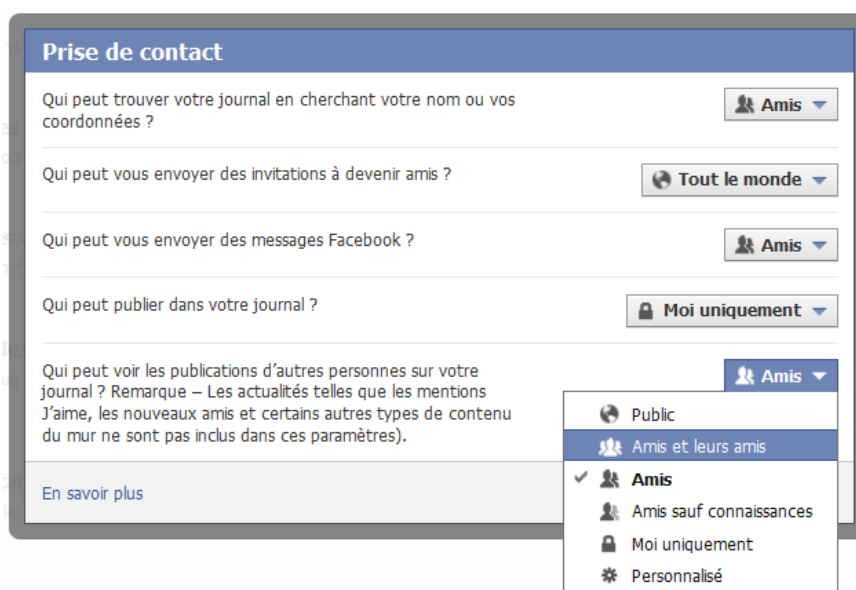 Prise de contact
Qui peut trouver votre journal en cherchant votre nom ou vos
coordonnées ?
Amis
Qui peut vous envoyer des invitations à devenir amis ?
Tout le monde
Qui peut vous envoyer des messages Facebook ?
Amis
Qui peut publier dans votre journal ?
Moi uniquement
Qui peut voir les publications d’autres personnes sur votre
journal ? Remarque – Les actualités telles que les mentions
J’aime, les nouveaux amis et certains autres types de contenu
du mur ne sont pas inclus dans ces paramètres).
Amis
Public
Amis et leurs amis
Amis
Amis sauf connaissances
Moi uniquement
Personnalisé
En savoir plus